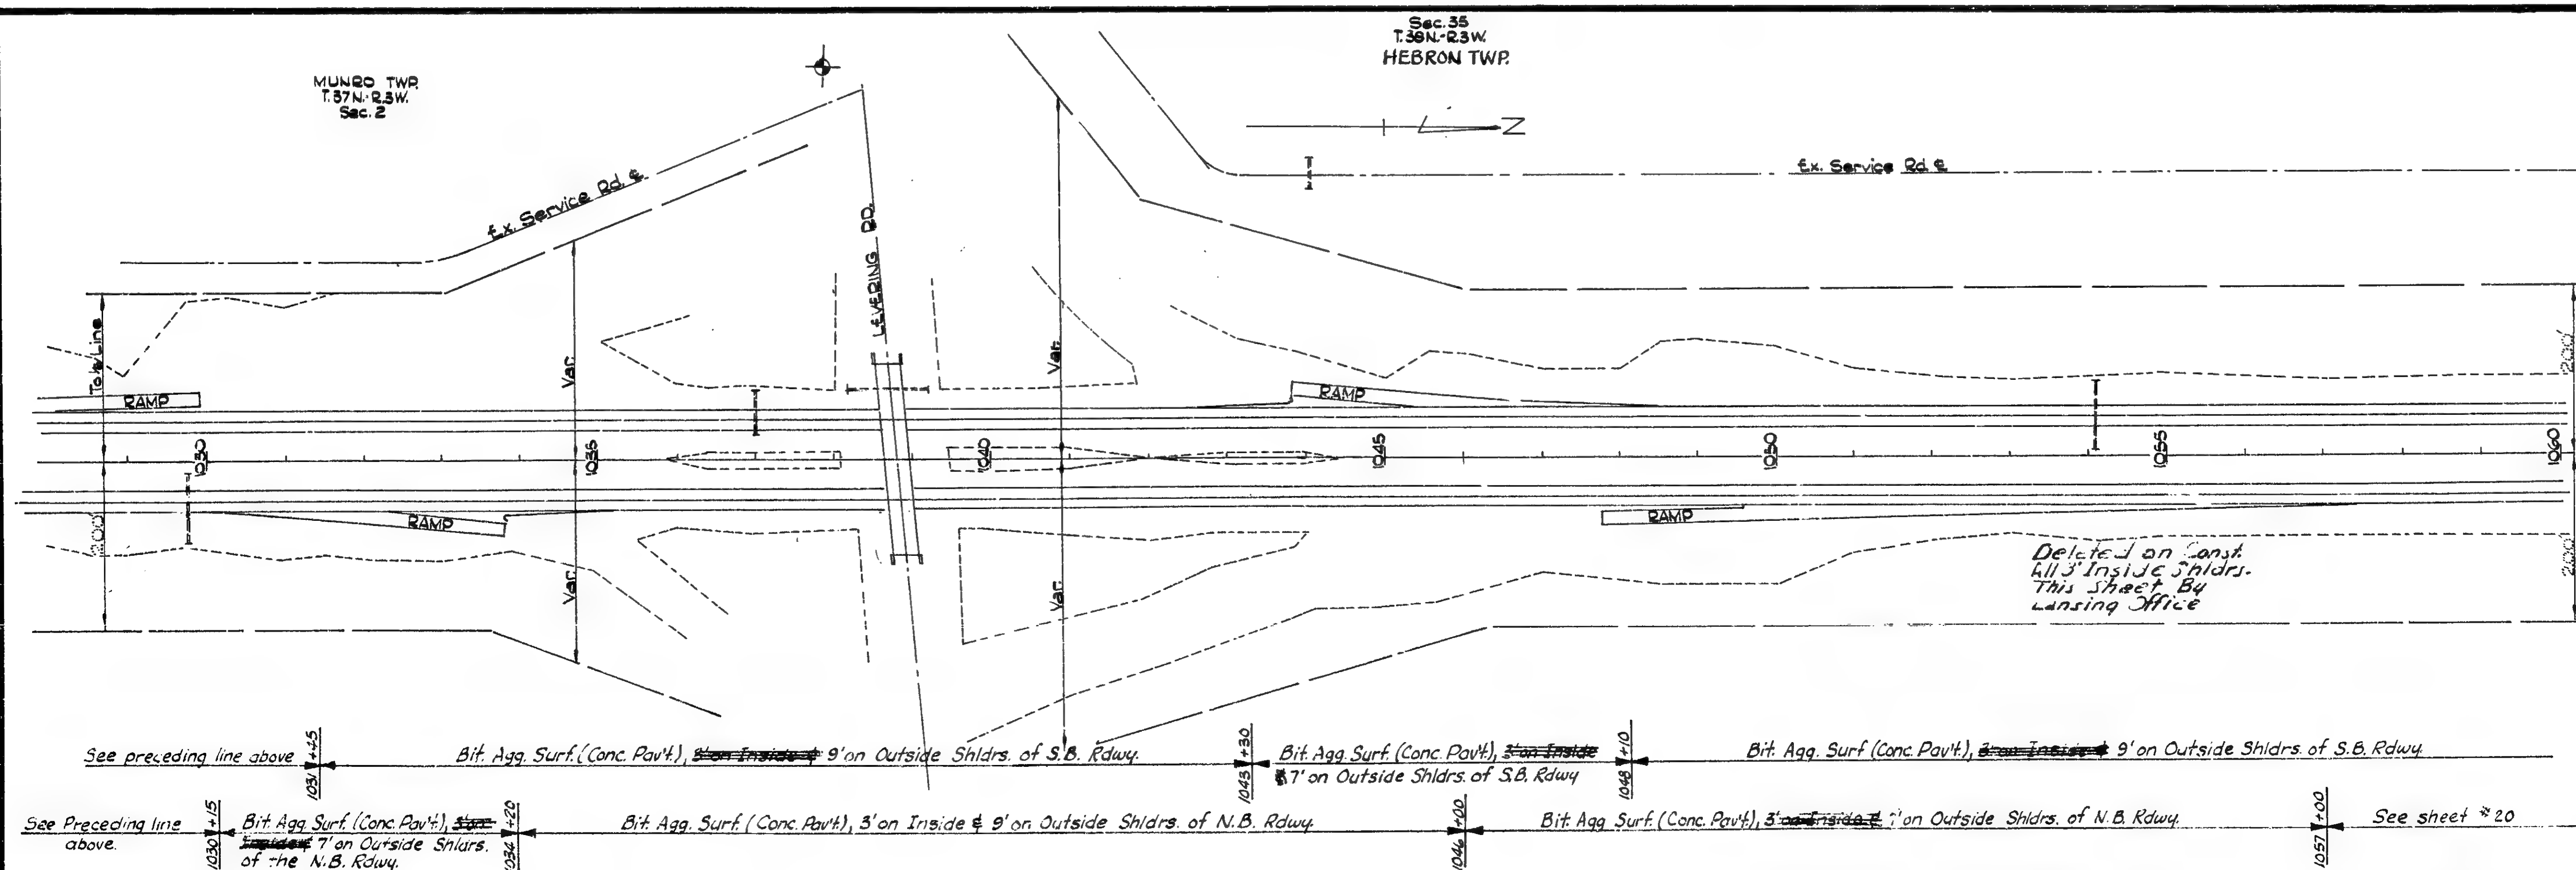 MUNRO TWP.
T.37N.-R.3W.
Sec. 2
Sec. 35
T.38N.-R.3W.
HEBRON TWP.
Z
Ex. Service Rd. ℄
Ex. Service Rd. ℄
LEVERING RD.
Var.
Var.
Var.
Var.
200'
200'
200'
RAMP
RAMP
RAMP
RAMP
1030
1035
1040
1045
1050
1055
1060
Deleted on Const.
All 3' Inside Shldrs.
This Sheet By
Lansing Office
See preceding line above
1031+45
Bit. Agg. Surf. (Conc. Pav't.), 3' on Inside & 9' on Outside Shldrs. of S.B. Rdwy.
1043+30
Bit. Agg. Surf. (Conc. Pav't), 3' on Inside
& 7' on Outside Shldrs. of S.B. Rdwy
1048+10
Bit. Agg. Surf (Conc. Pav't), 3' on Inside & 9' on Outside Shldrs. of S.B. Rdwy.
See Preceding line
above.
1030+15
Bit. Agg. Surf. (Conc. Pav't), 3' on
Inside & 7' on Outside Shldrs.
of the N.B. Rdwy.
1034+20
Bit. Agg. Surf. (Conc. Pav't), 3' on Inside & 9' on Outside Shldrs. of N.B. Rdwy.
1046+00
Bit. Agg. Surf. (Conc. Pav't), 3' on Inside & 7' on Outside Shldrs. of N.B. Rdwy.
1057+00
See sheet #20